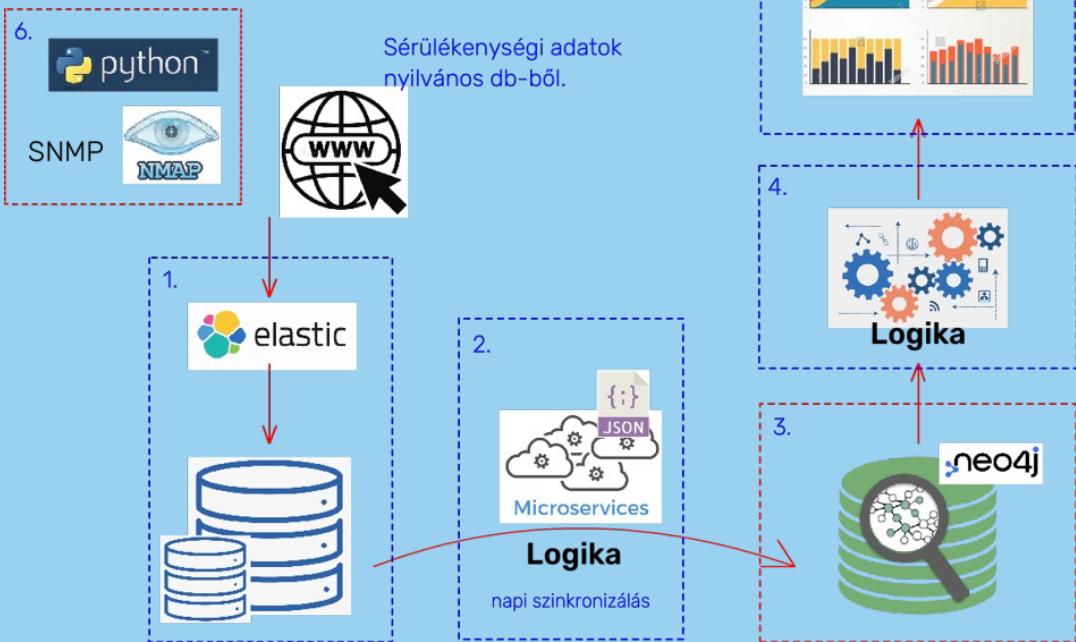 6.
python™
SNMP
NMAP
Sérülékenységi adatok
nyilvános db-ből.
WWW
1.
elastic
2.
{;}
JSON
Microservices
Logika
napi szinkronizálás
4.
Logika
3.
neo4j